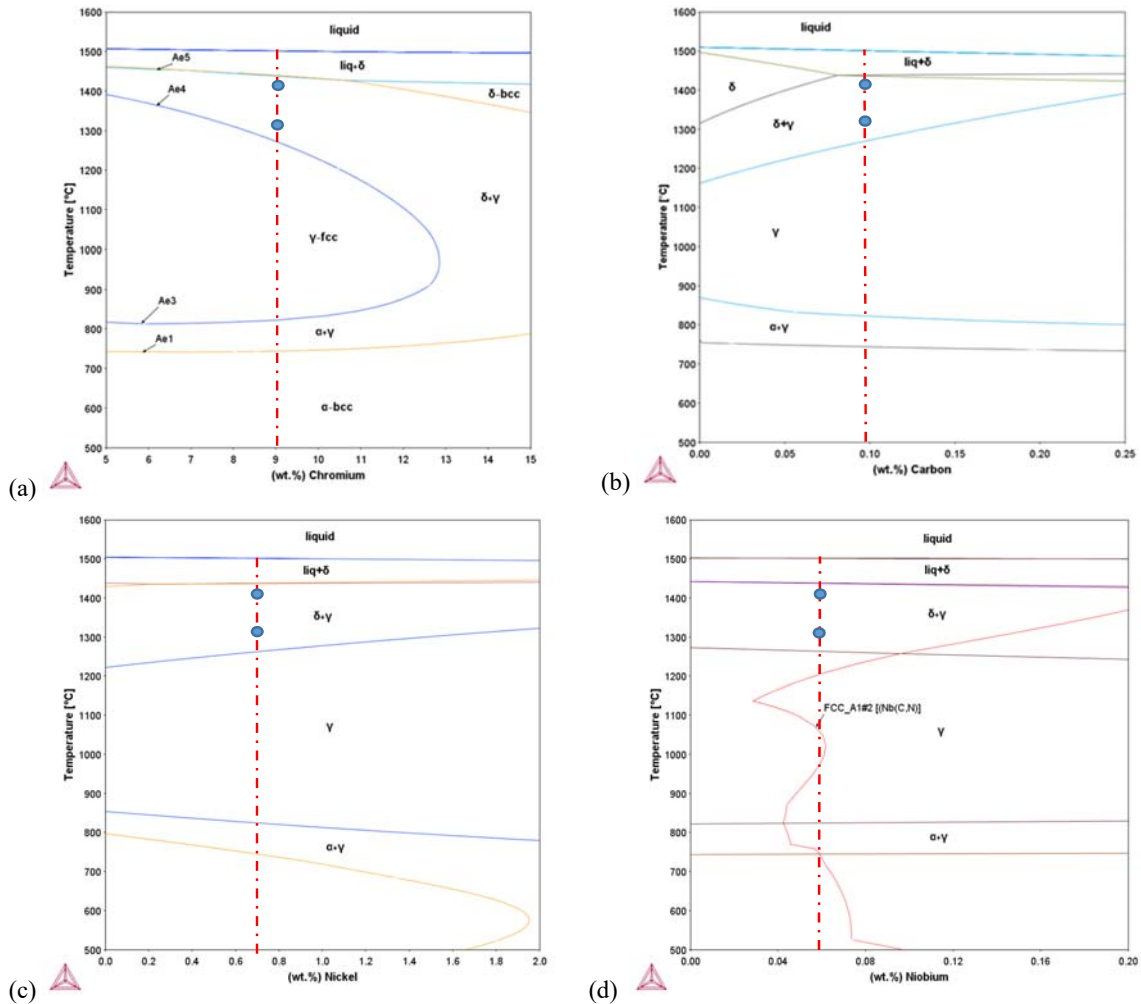 1600
1500
1400
1300
1200
1100
1000
900
800
700
600
500
Temperature [°C]
liquid
Ae5
liq+δ
Ae4
δ-bcc
δ+γ
γ-fcc
Ae3
α+γ
Ae1
α-bcc
5 6 7 8 9 10 11 12 13 14 15
(wt.%) Chromium
(a)
1600
1500
1400
1300
1200
1100
1000
900
800
700
600
500
Temperature [°C]
liquid
liq+δ
δ
δ+γ
γ
α+γ
0.00 0.05 0.10 0.15 0.20 0.25
(wt.%) Carbon
(b)
1600
1500
1400
1300
1200
1100
1000
900
800
700
600
500
Temperature [°C]
liquid
liq+δ
δ+γ
γ
α+γ
0.0 0.2 0.4 0.6 0.8 1.0 1.2 1.4 1.6 1.8 2.0
(wt.%) Nickel
(c)
1600
1500
1400
1300
1200
1100
1000
900
800
700
600
500
Temperature [°C]
liquid
liq+δ
δ+γ
FCC_A1#2 [(Nb(C,N)]
γ
α+γ
0.00 0.04 0.08 0.12 0.16 0.20
(wt.%) Niobium
(d)